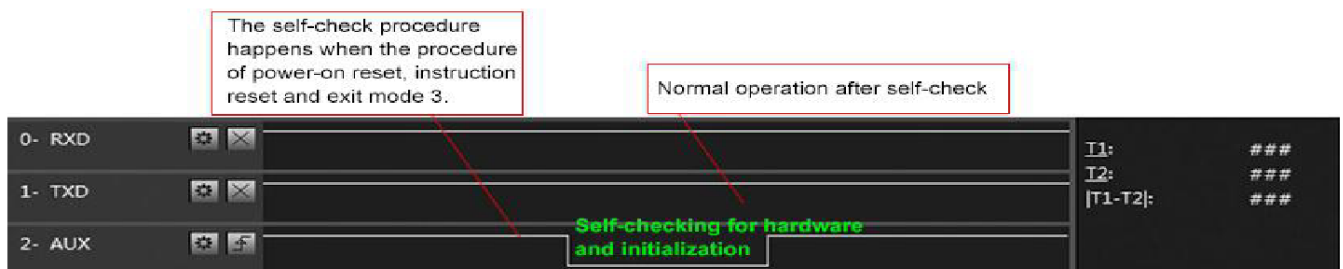 The self-check procedure
happens when the procedure
of power-on reset, instruction
reset and exit mode 3.
Normal operation after self-check
0- RXD
1- TXD
2- AUX
Self-checking for hardware
and initialization
T1: ###
T2: ###
|T1-T2|: ###